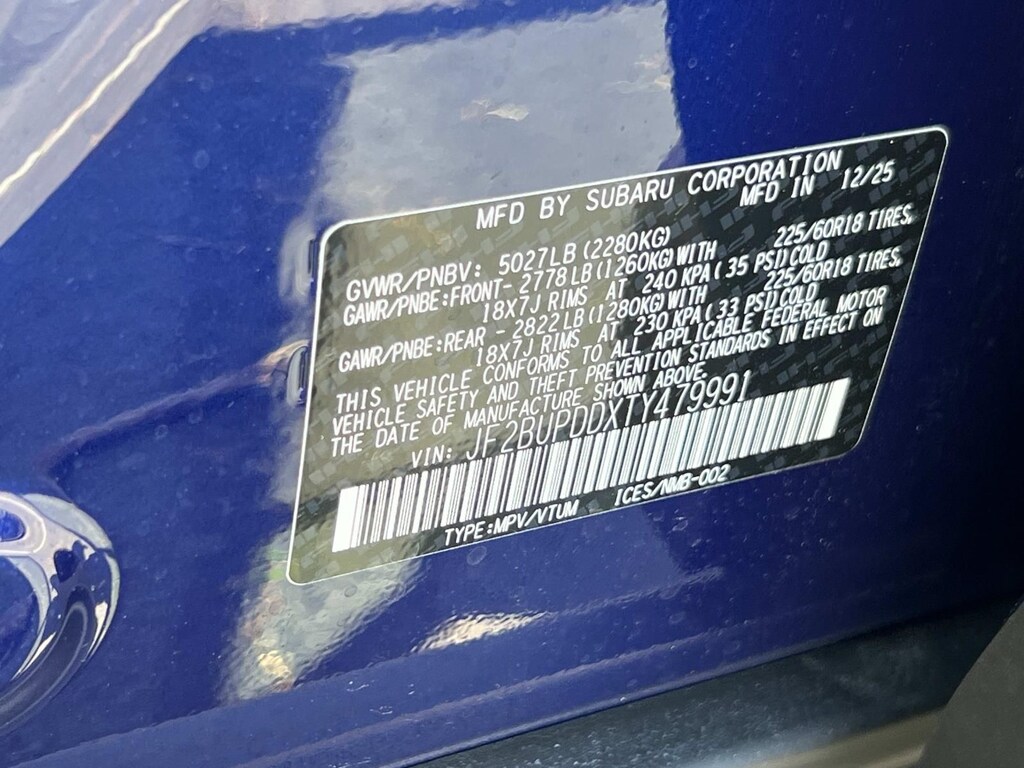 MFD BY SUBARU CORPORATION
MFD IN 12/25
GVWR/PNBV: 5027LB (2280KG)
GAWR/PNBE:FRONT- 2778LB (1260KG) WITH 225/60R18 TIRES,
18X7J RIMS AT 240 KPA ( 35 PSI) COLD
GAWR/PNBE:REAR - 2822LB (1280KG) WITH 225/60R18 TIRES,
18X7J RIMS AT 230 KPA ( 33 PSI) COLD
THIS VEHICLE CONFORMS TO ALL APPLICABLE FEDERAL MOTOR
VEHICLE SAFETY AND THEFT PREVENTION STANDARDS IN EFFECT ON
THE DATE OF MANUFACTURE SHOWN ABOVE.
VIN: JF2BUPDDXTY479991
TYPE:MPV/VTUM ICES/NMB-002